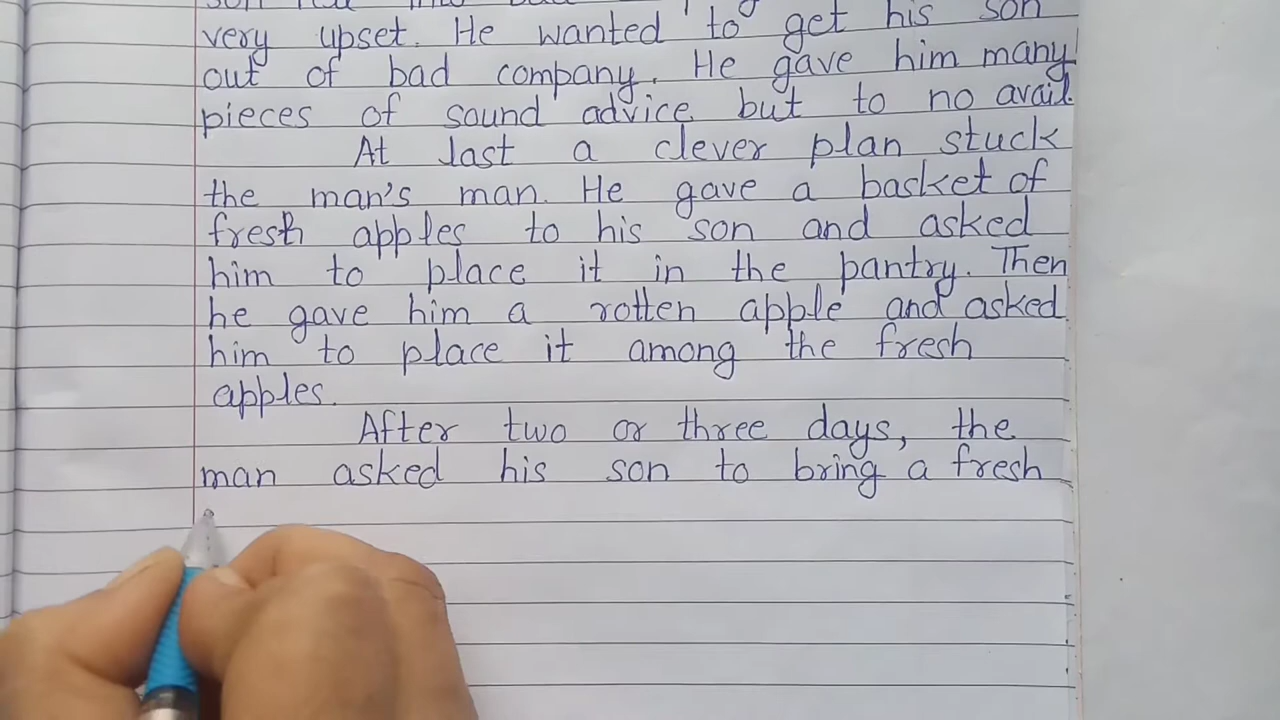 very upset. He wanted to get his son
out of bad company. He gave him many
pieces of sound advice but to no avail.
At last a clever plan stuck
the man's man. He gave a basket of
fresh apples to his son and asked
him to place it in the pantry. Then
he gave him a rotten apple and asked
him to place it among the fresh
apples.
After two or three days, the
man asked his son to bring a fresh